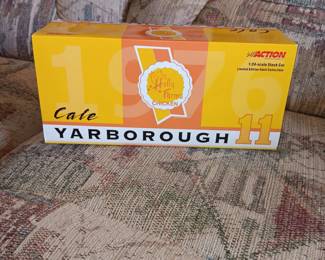 1976
Holly
Farms
CHICKEN
ACTION
1:24-scale Stock Car
Cale
YARBOROUGH 11